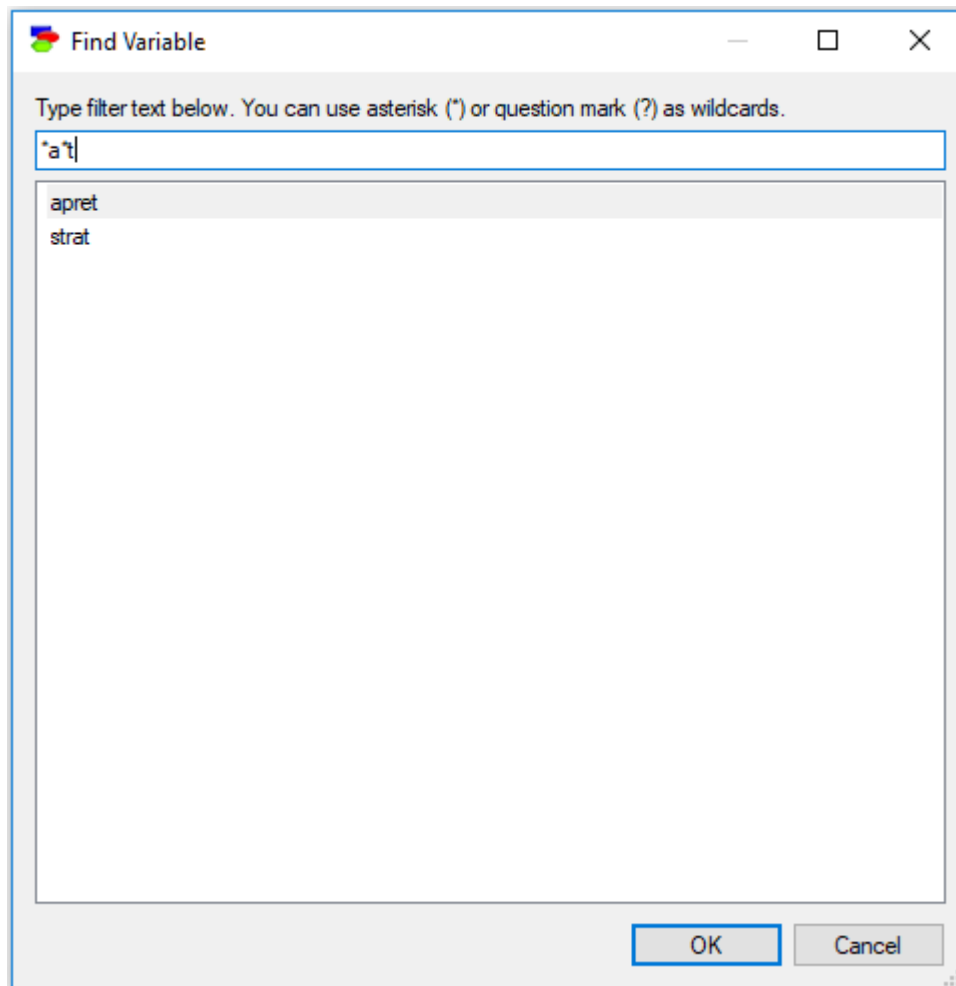 Find Variable
Type filter text below. You can use asterisk (*) or question mark (?) as wildcards.
*a*t
apret
strat
OK Cancel